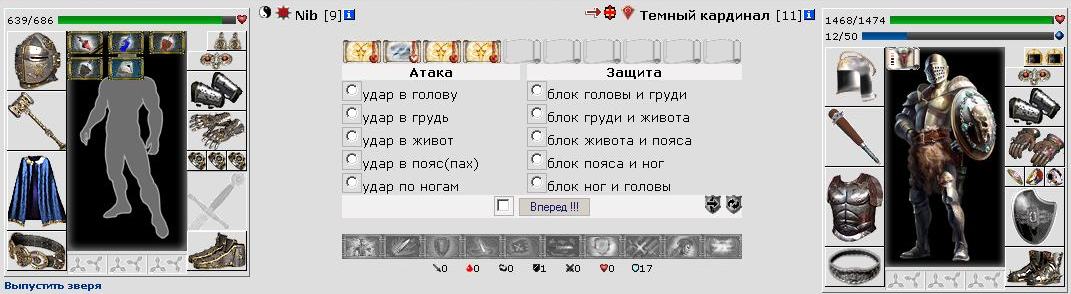 639/686
Nib [9]
Темный кардинал [11]
1468/1474
12/50
Атака
Защита
удар в голову
блок головы и груди
удар в грудь
блок груди и живота
удар в живот
блок живота и пояса
удар в пояс(пах)
блок пояса и ног
удар по ногам
блок ног и головы
Вперед !!!
0 0 0 1 0 0 17
Выпустить зверя